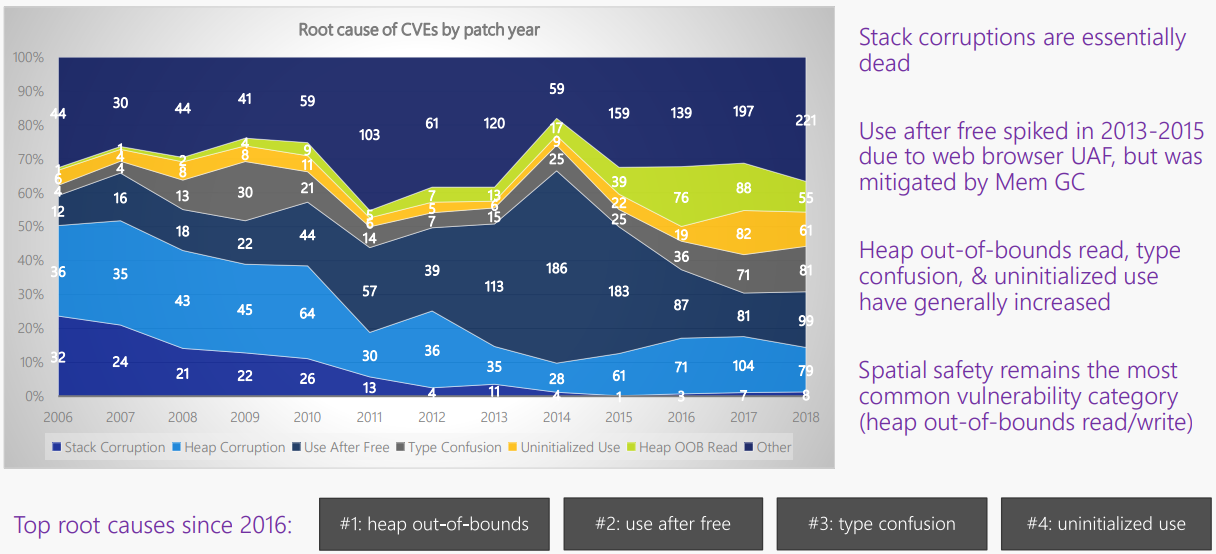 Root cause of CVEs by patch year
100%
90%
80%
70%
60%
50%
40%
30%
20%
10%
0%
44 30 44 41 59 103 61 120 59 159 139 197 221
1 1 2 4 9 5 7 13 17 39 76 88 55
6 4 8 8 11 6 5 6 9 22 19 82 61
4 4 13 30 21 14 7 15 25 25 36 71 81
12 16 18 22 44 57 39 113 186 183 87 81 99
36 35 43 45 64 30 36 35 28 61 71 104 79
32 24 21 22 26 13 4 11 4 1 3 7 8
2006 2007 2008 2009 2010 2011 2012 2013 2014 2015 2016 2017 2018
Stack Corruption Heap Corruption Use After Free Type Confusion Uninitialized Use Heap OOB Read Other
Stack corruptions are essentially
dead
Use after free spiked in 2013-2015
due to web browser UAF, but was
mitigated by Mem GC
Heap out-of-bounds read, type
confusion, & uninitialized use
have generally increased
Spatial safety remains the most
common vulnerability category
(heap out-of-bounds read/write)
Top root causes since 2016:
#1: heap out-of-bounds
#2: use after free
#3: type confusion
#4: uninitialized use